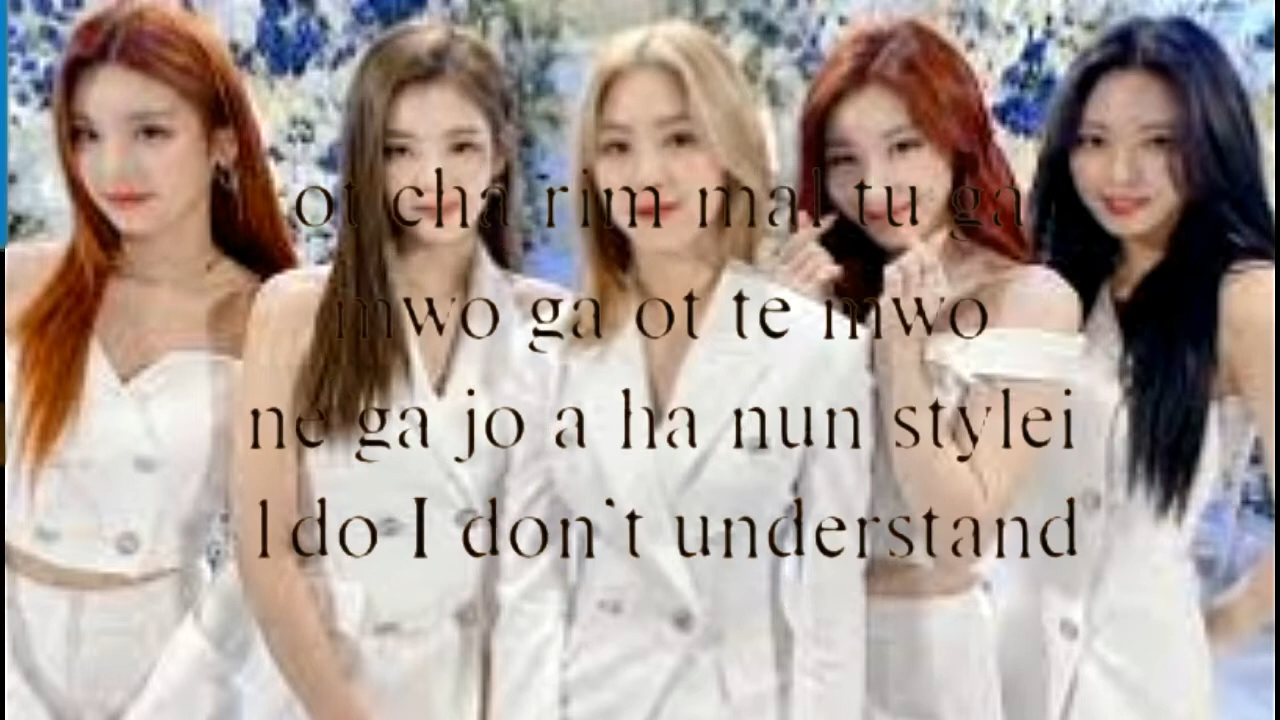 ot cha rim mal tu ga
mwo ga ot te mwo
ne ga jo a ha nun stylei
I do I don't understand